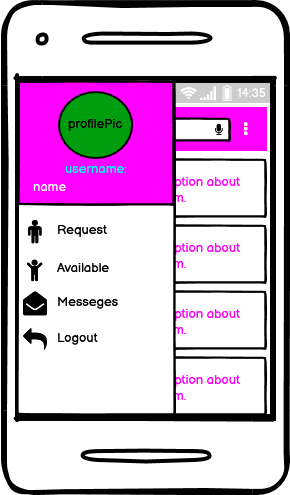 14:35
profilePic
username:
name
Request
Available
Messeges
Logout
ption about
m.
ption about
m.
ption about
m.
ption about
m.